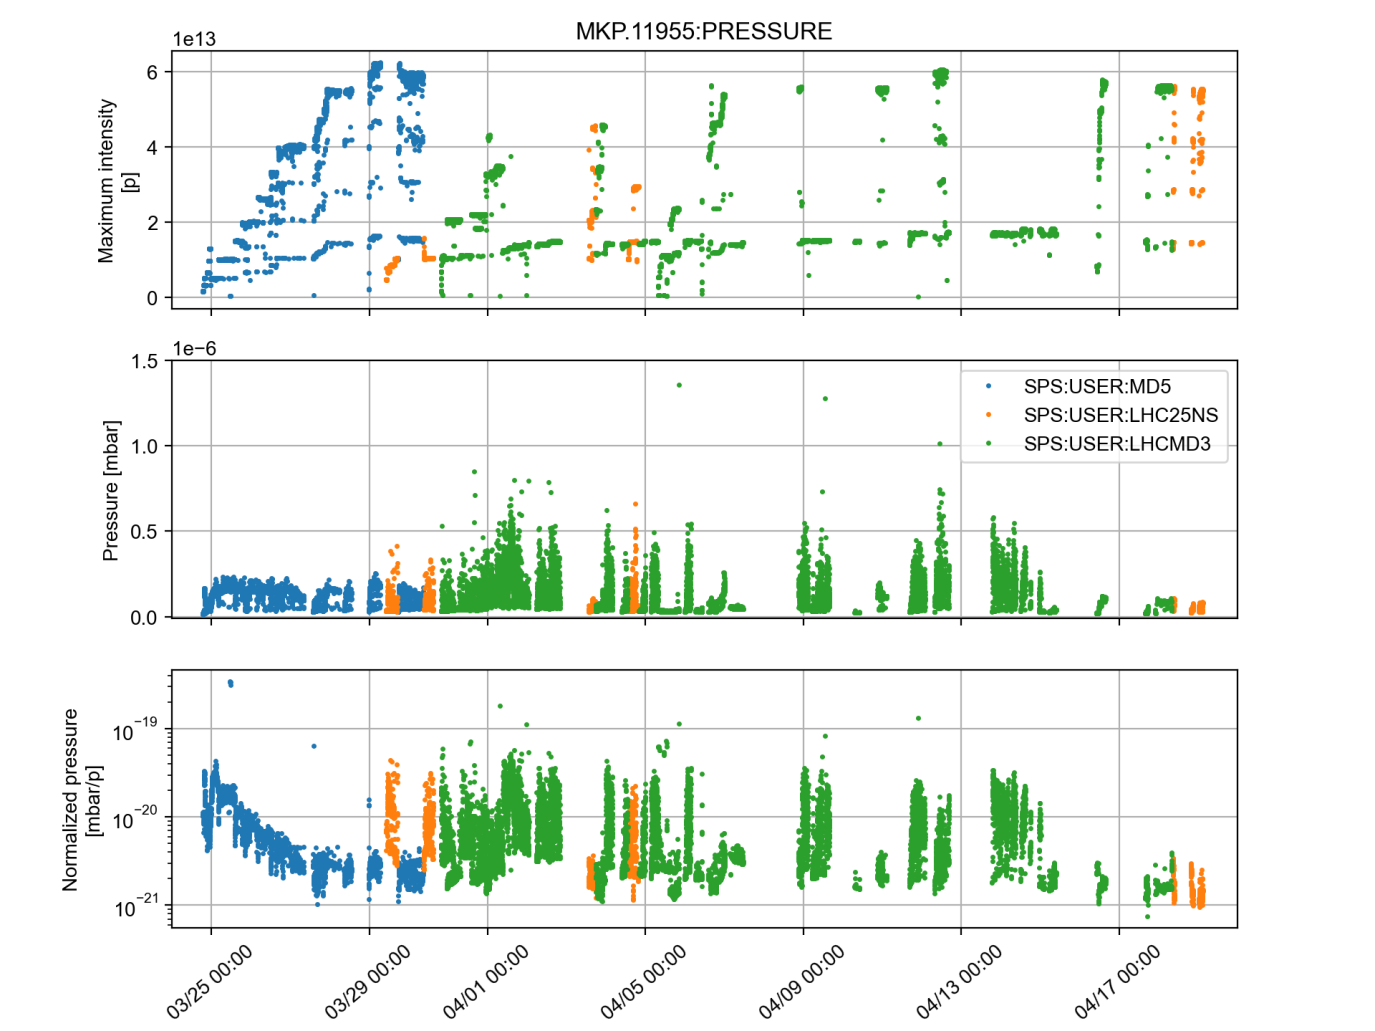 MKP.11955:PRESSURE
1e13
6
4
2
0
Maximum intensity
[p]
1e−6
1.5
1.0
0.5
0.0
Pressure [mbar]
SPS:USER:MD5
SPS:USER:LHC25NS
SPS:USER:LHCMD3
10⁻¹⁹
10⁻²⁰
10⁻²¹
Normalized pressure
[mbar/p]
03/25 00:00
03/29 00:00
04/01 00:00
04/05 00:00
04/09 00:00
04/13 00:00
04/17 00:00